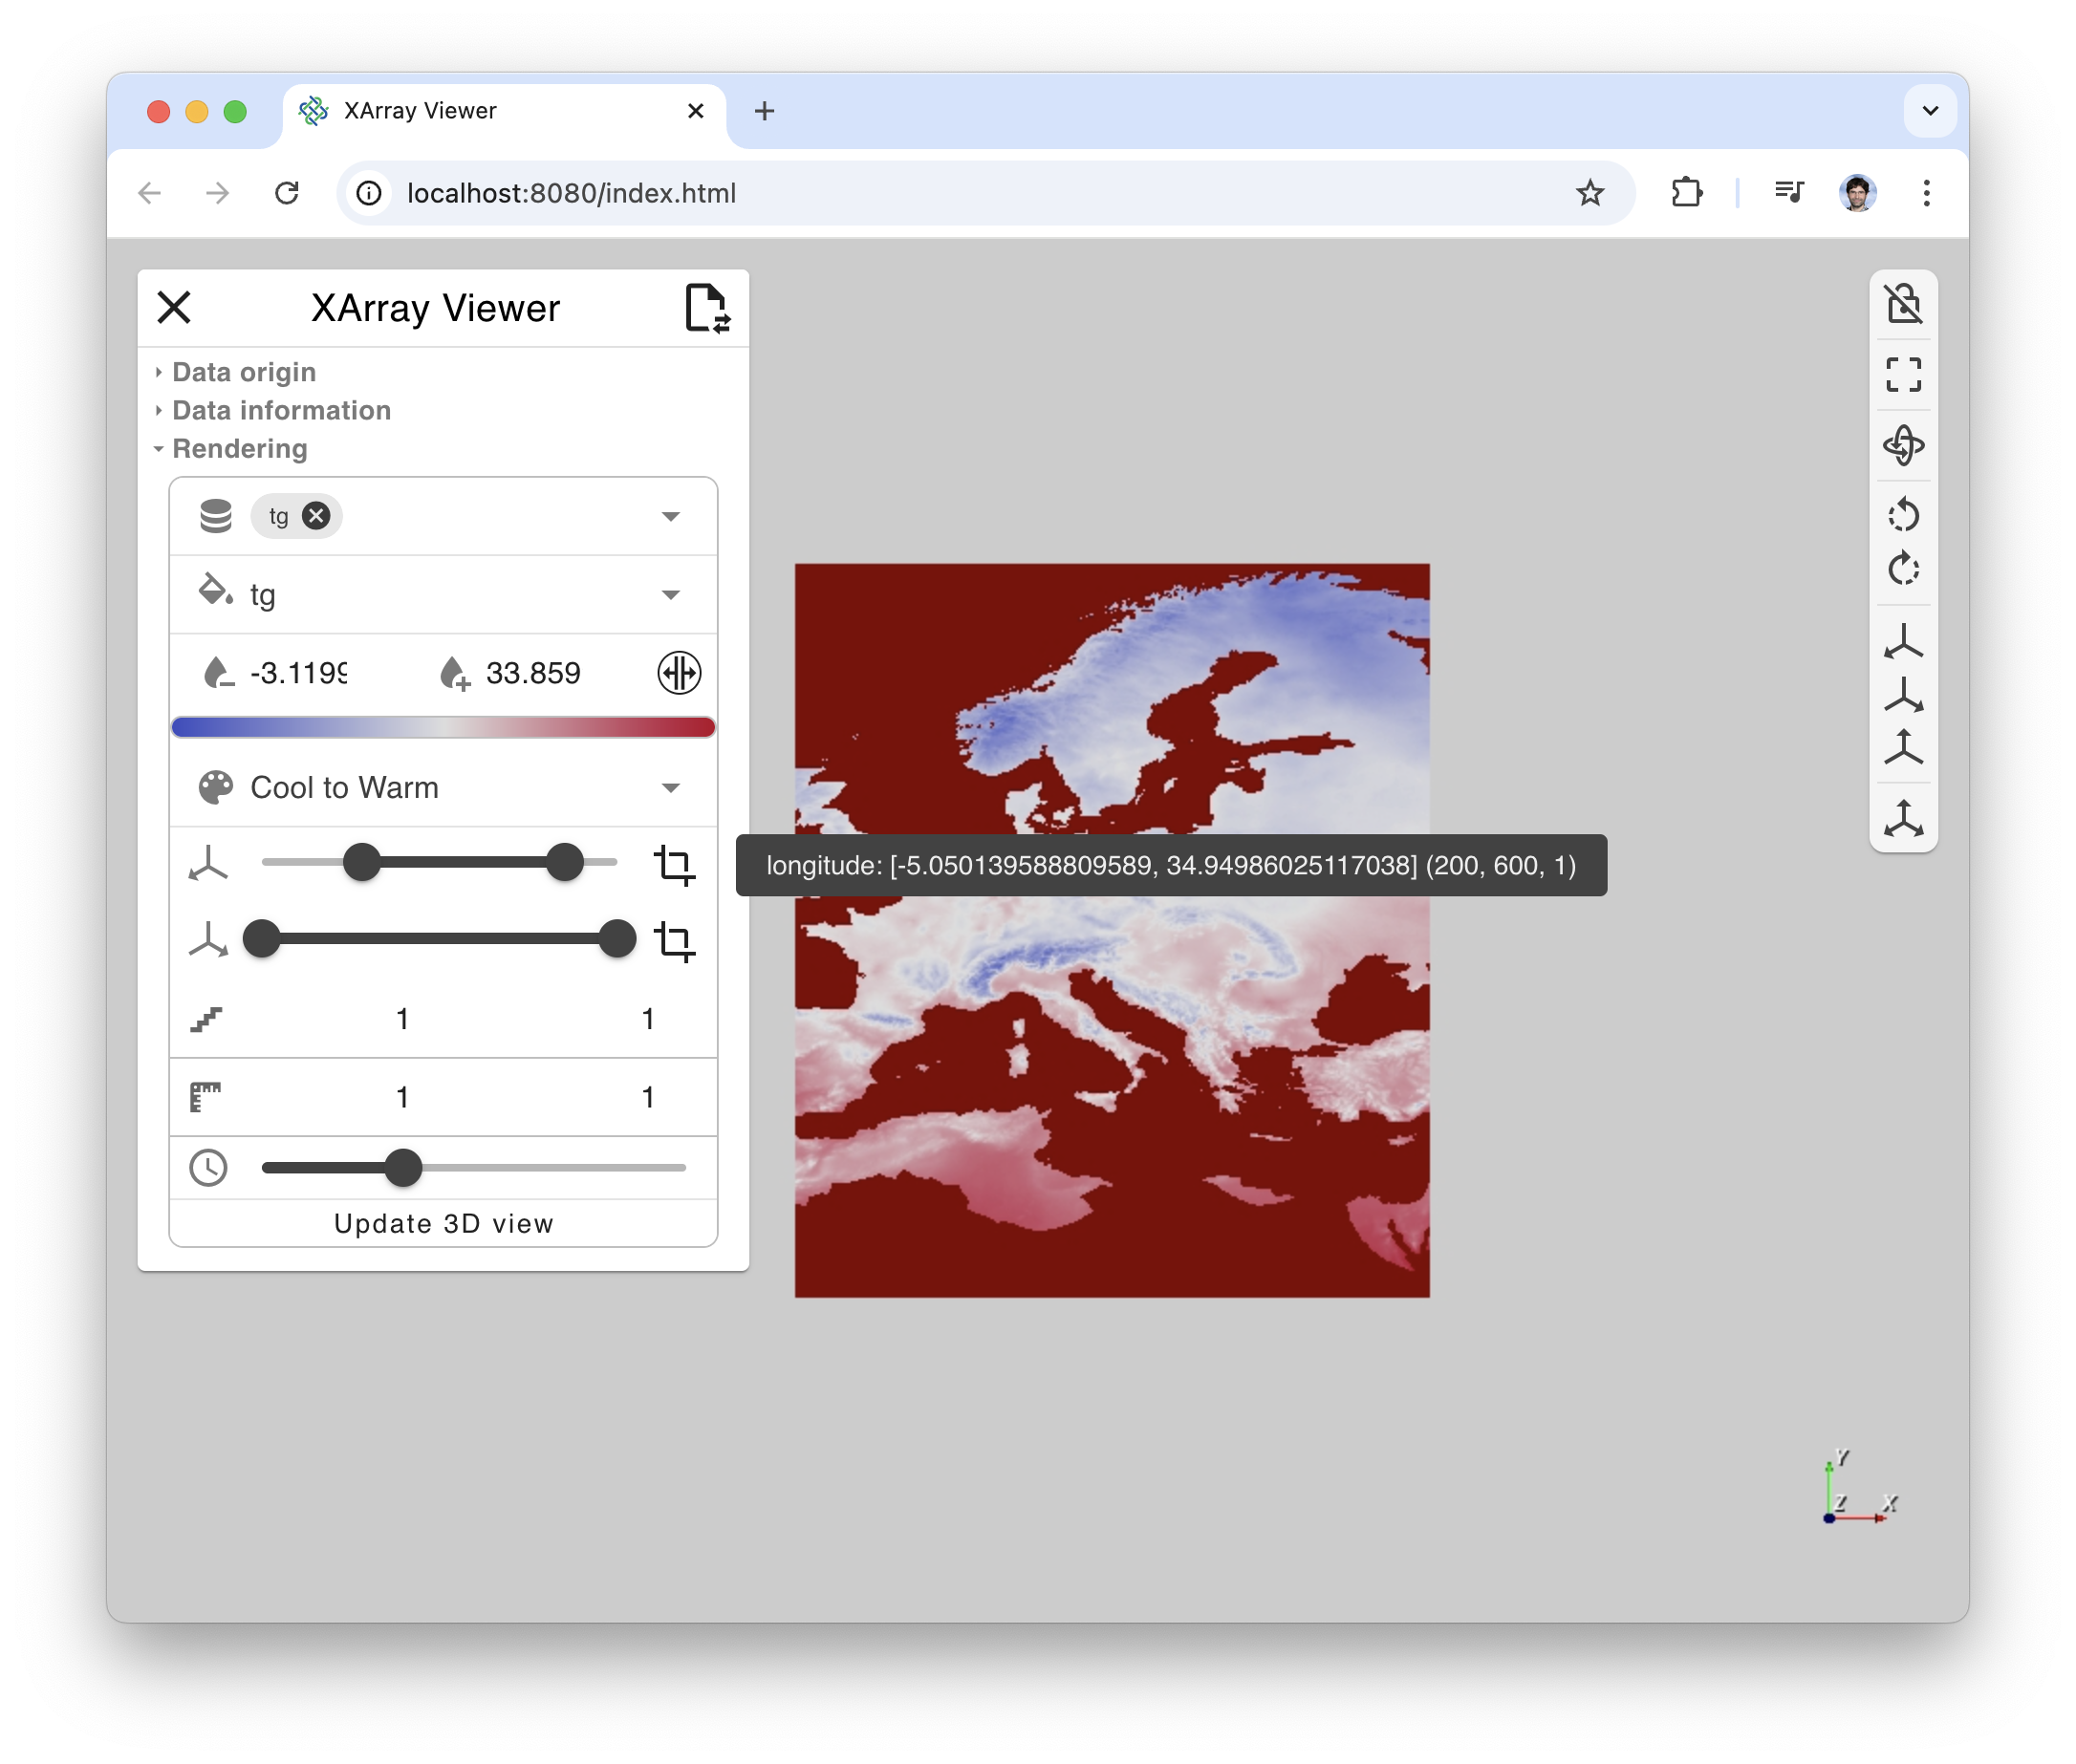 XArray Viewer
localhost:8080/index.html
XArray Viewer
Data origin
Data information
Rendering
tg
tg
-3.1199 33.859
Cool to Warm
longitude: [-5.050139588809589, 34.94986025117038] (200, 600, 1)
1 1
1 1
Update 3D view
Y
Z X